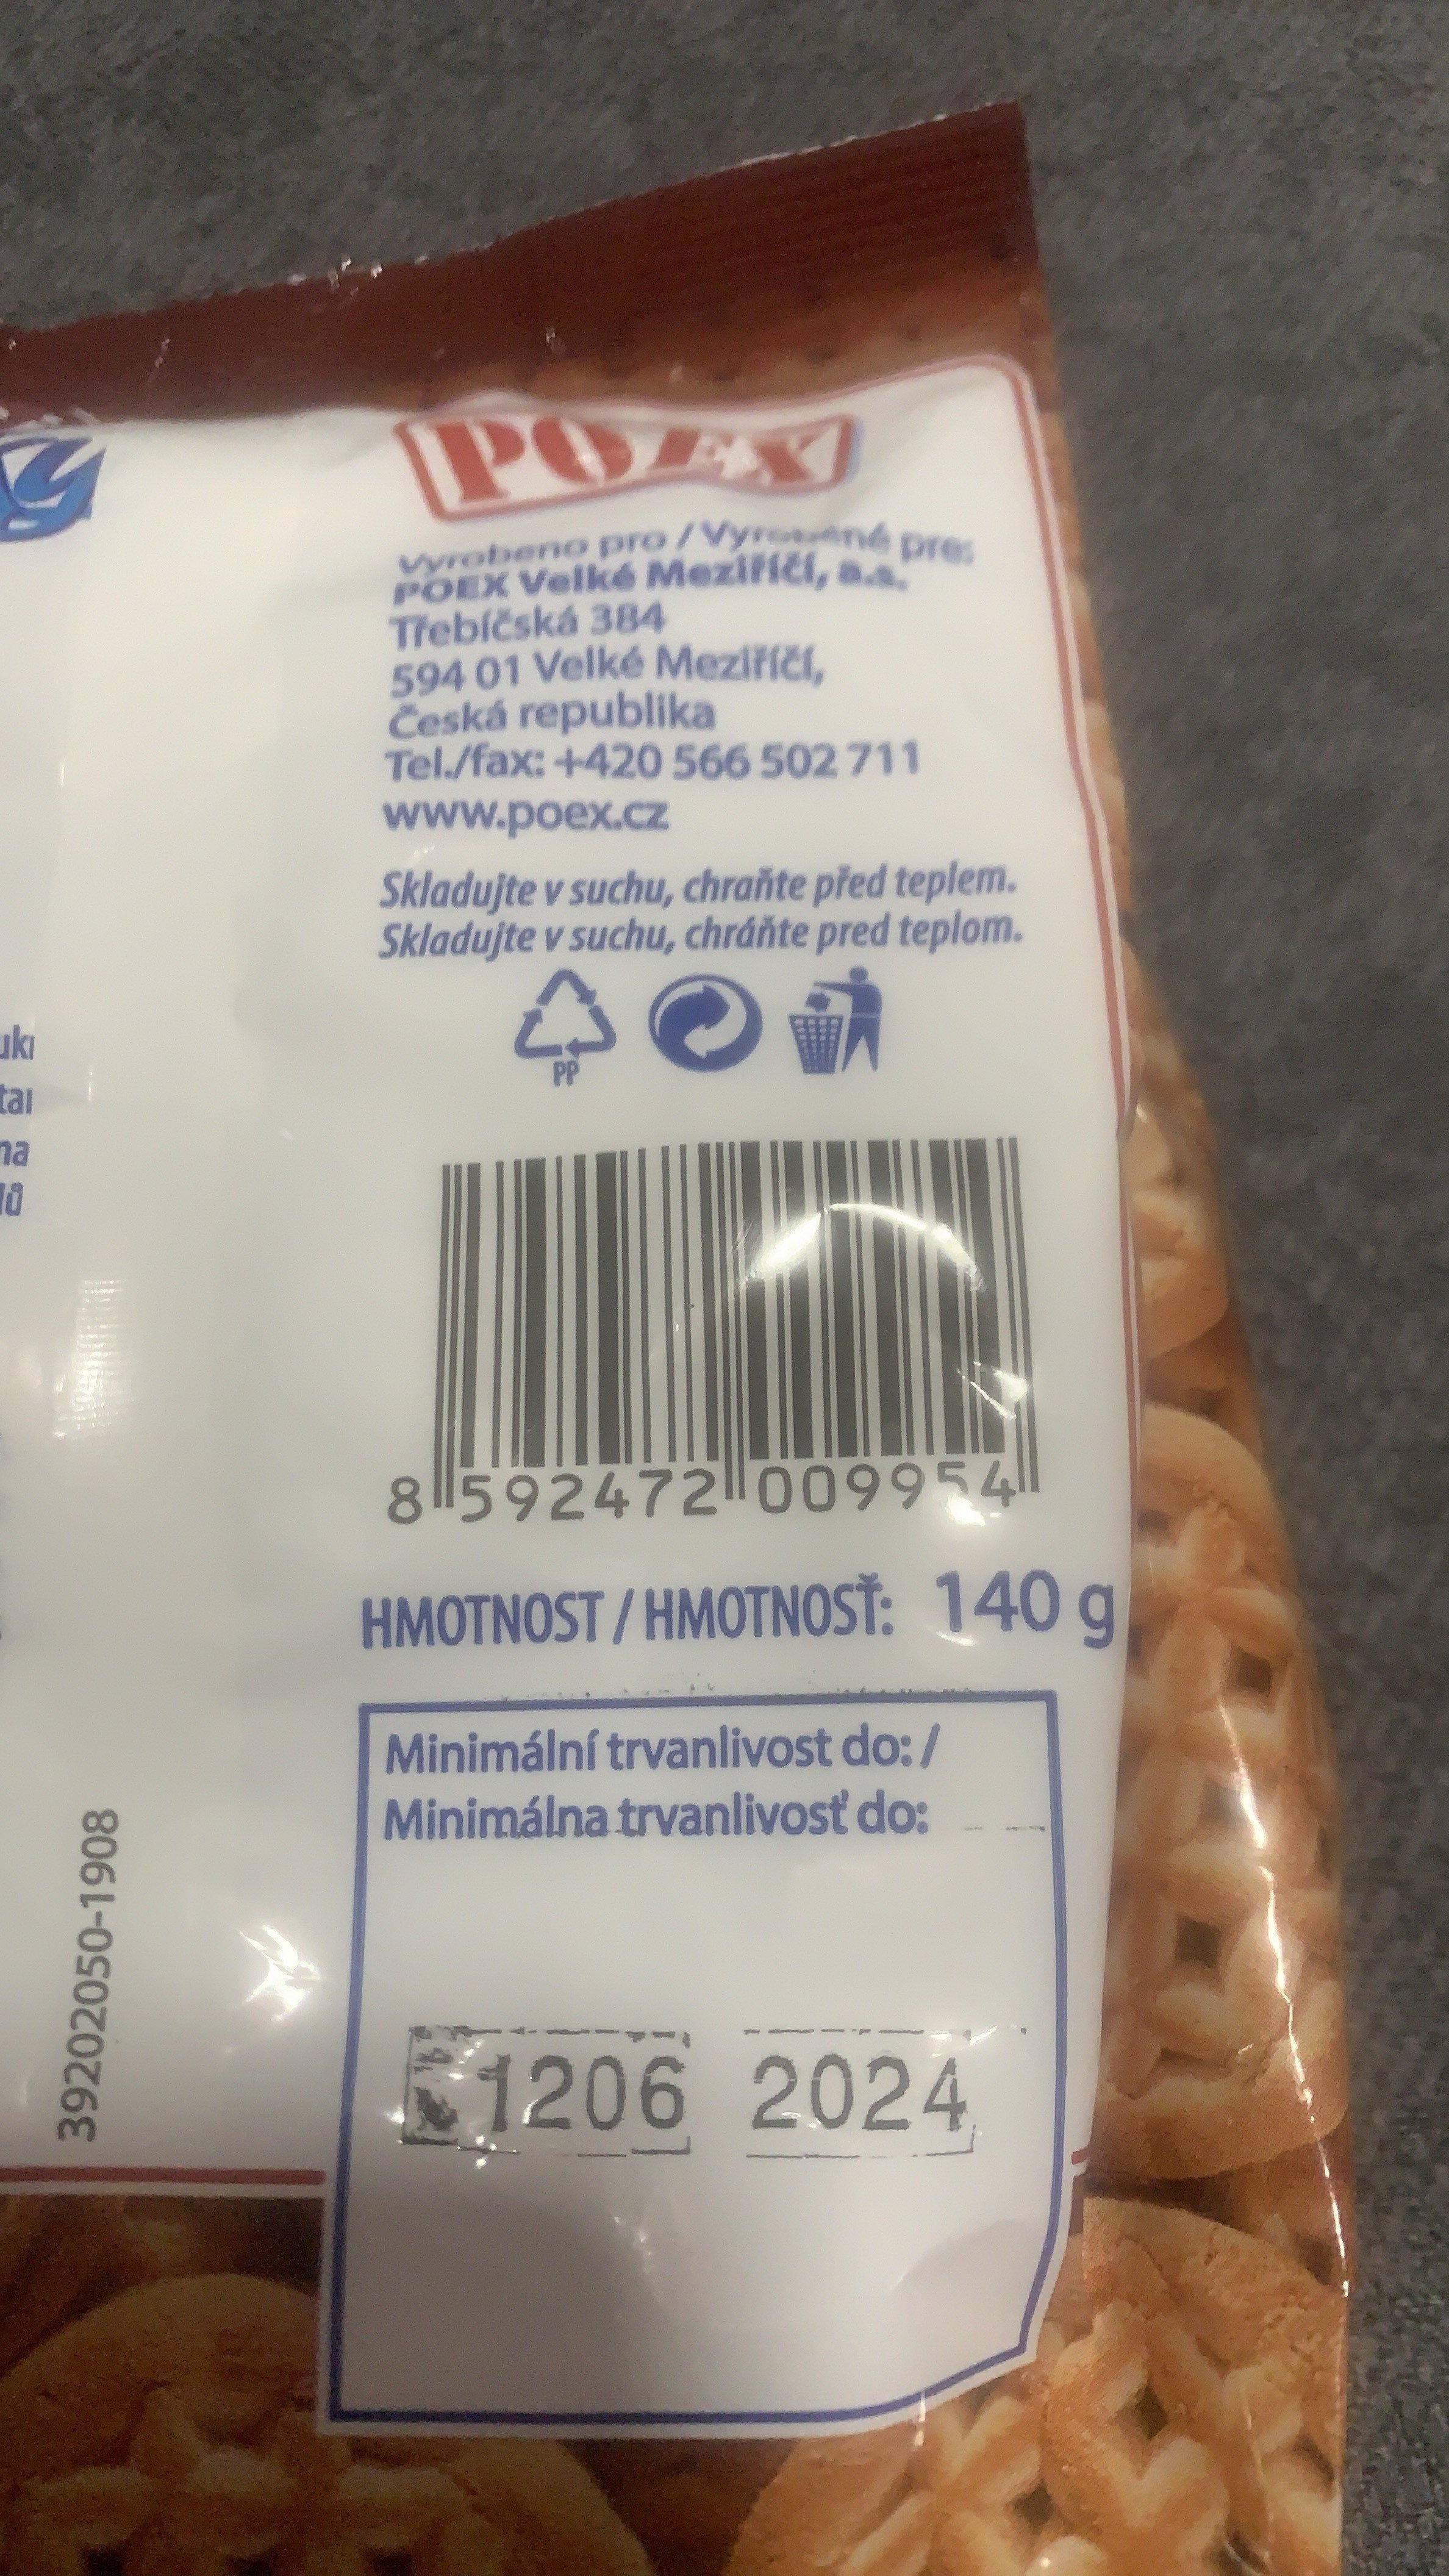 POEX
Vyrobeno pro / Vyrobené pre:
POEX Velké Meziříčí, a.s.
Třebíčská 384
594 01 Velké Meziříčí,
Česká republika
Tel./fax: +420 566 502 711
www.poex.cz
Skladujte v suchu, chraňte před teplem.
Skladujte v suchu, chráňte pred teplom.
PP
8 592472 009954
HMOTNOST / HMOTNOSŤ: 140 g
Minimální trvanlivost do: /
Minimálna trvanlivosť do:
1206 2024
39202050-1908